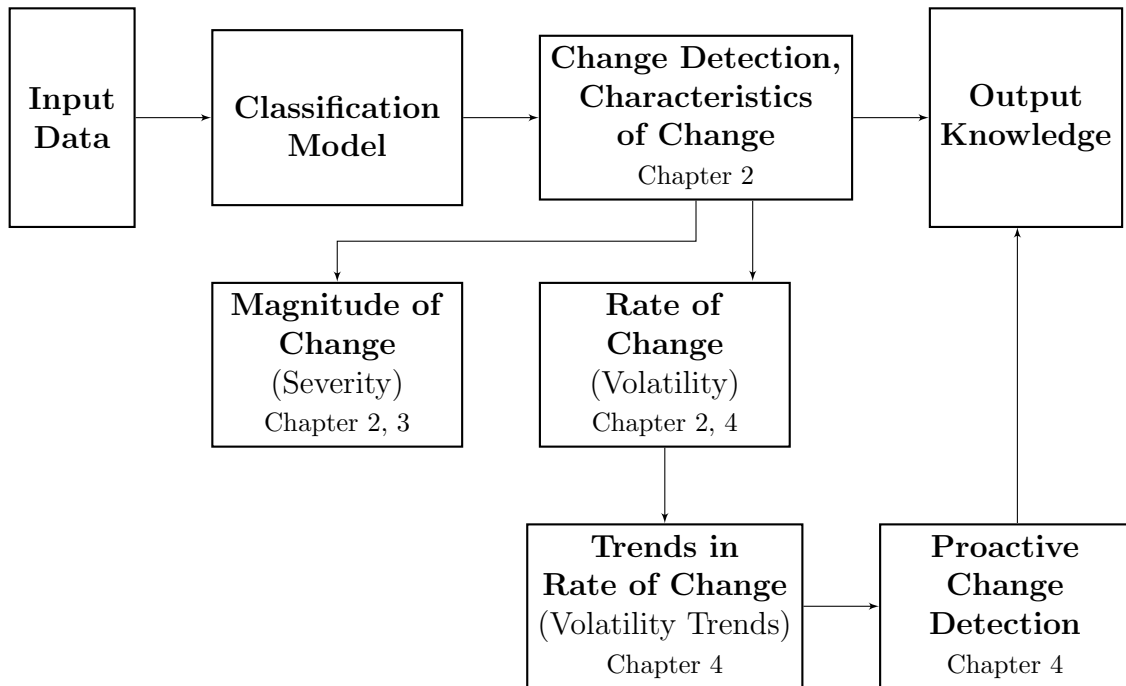 Input
Data
Classification
Model
Change Detection,
Characteristics
of Change
Chapter 2
Output
Knowledge
Magnitude of
Change
(Severity)
Chapter 2, 3
Rate of
Change
(Volatility)
Chapter 2, 4
Trends in
Rate of Change
(Volatility Trends)
Chapter 4
Proactive
Change
Detection
Chapter 4